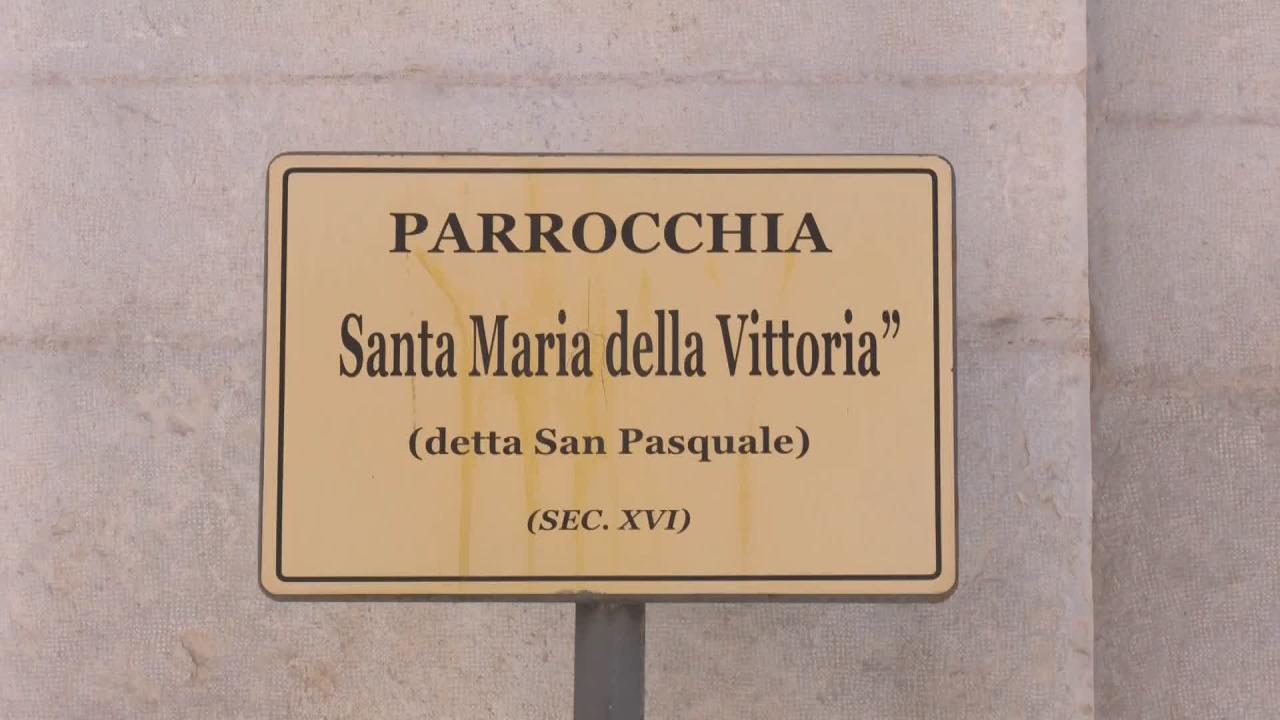 PARROCCHIA
Santa Maria della Vittoria”
(detta San Pasquale)
(SEC. XVI)